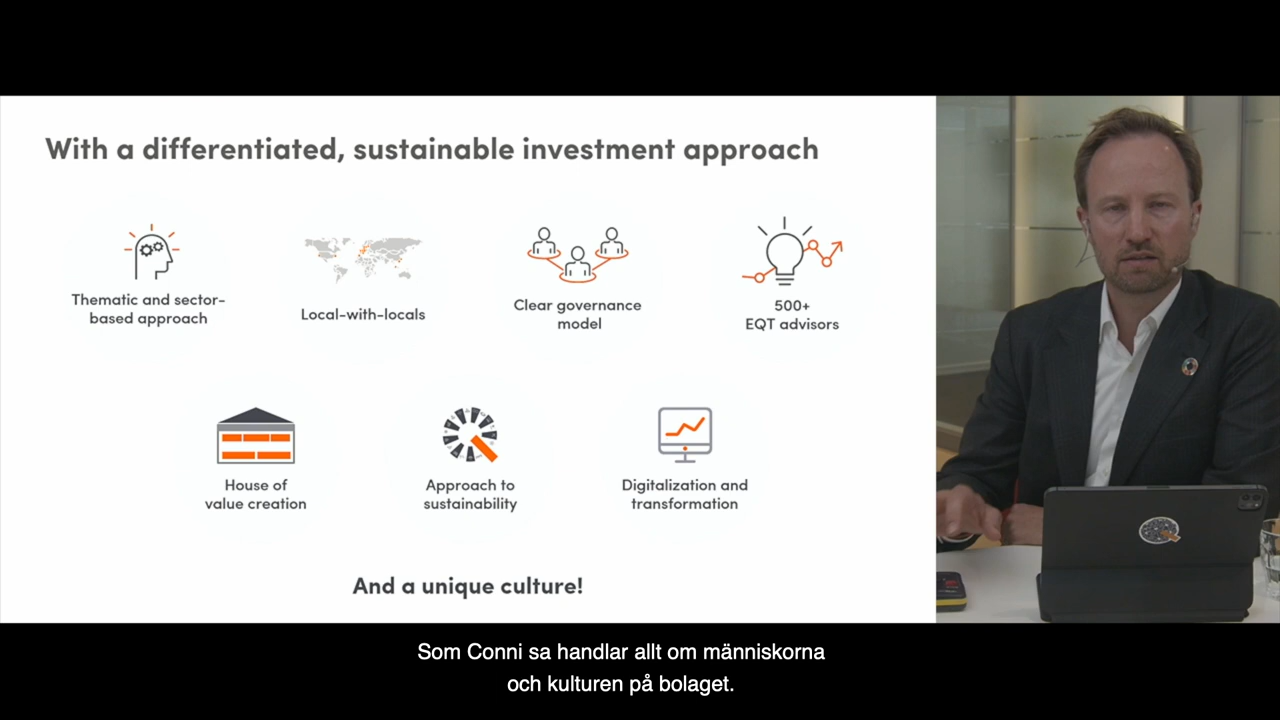 With a differentiated, sustainable investment approach
Thematic and sector-
based approach
Local-with-locals
Clear governance
model
500+
EQT advisors
House of
value creation
Approach to
sustainability
Digitalization and
transformation
And a unique culture!
Som Conni sa handlar allt om människorna
och kulturen på bolaget.